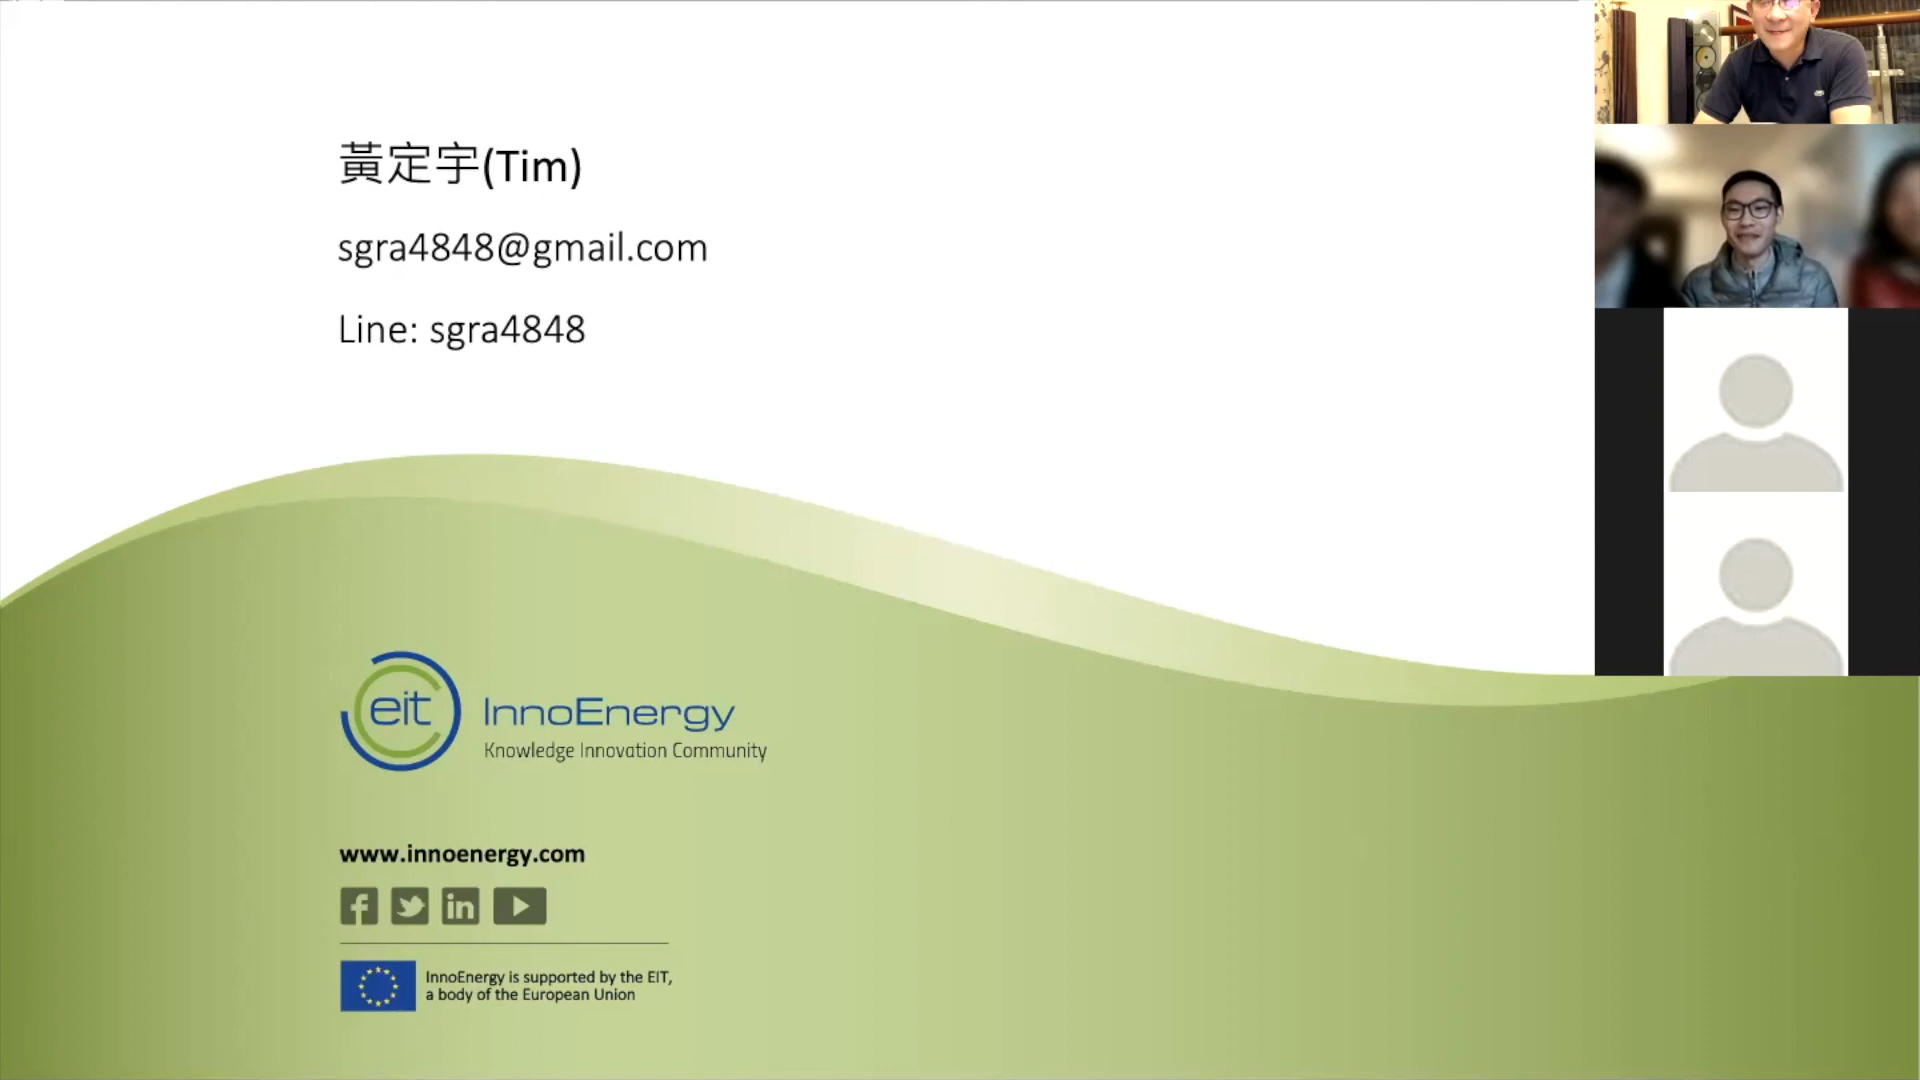 黃定宇(Tim)
sgra4848@gmail.com
Line: sgra4848
eit InnoEnergy
Knowledge Innovation Community
www.innoenergy.com
InnoEnergy is supported by the EIT,
a body of the European Union